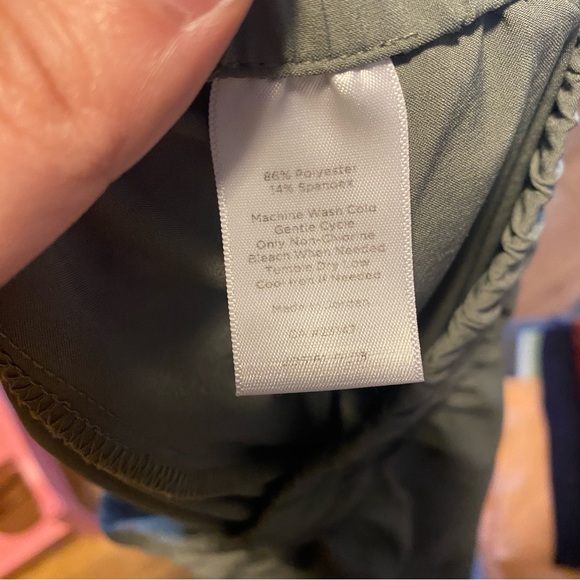 86% Polyester
14% Spandex
Machine Wash Cold
Gentle Cycle
Only Non-Chlorine
Bleach When Needed
Tumble Dry Low
Cool Iron If Needed
Made in Jordan